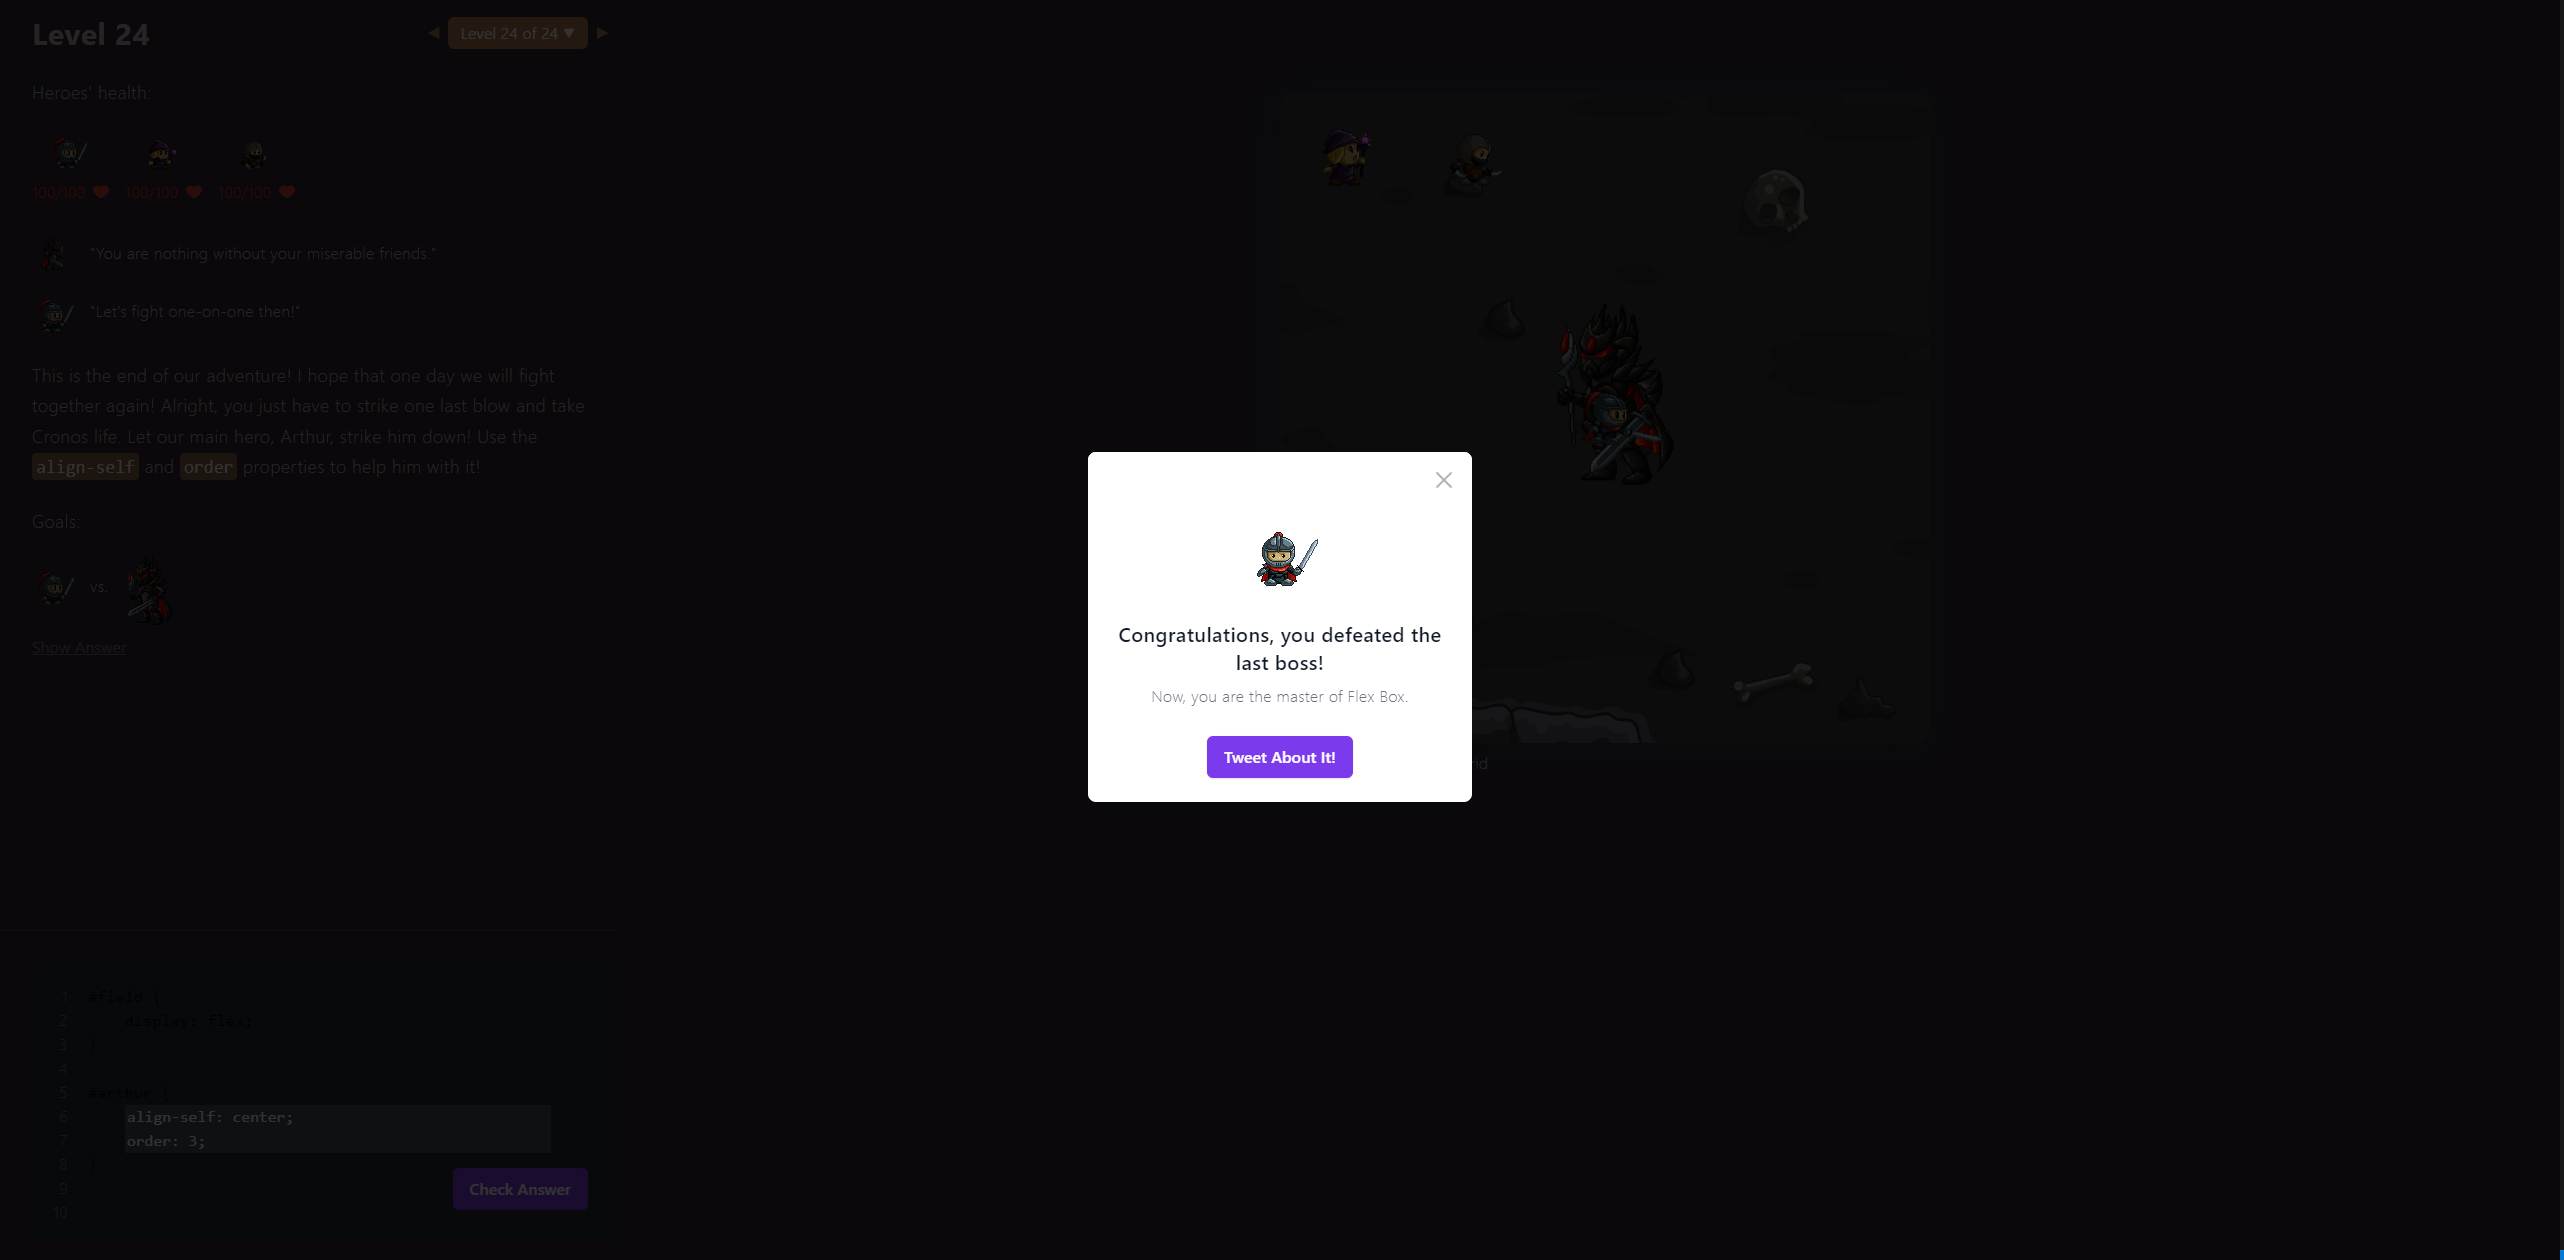 Level 24
Level 24 of 24 ▼
Heroes' health:
100/100 100/100 100/100
"You are nothing without your miserable friends."
"Let's fight one-on-one then!"
This is the end of our adventure! I hope that one day we will fight
together again! Alright, you just have to strike one last blow and take
Cronos life. Let our main hero, Arthur, strike him down! Use the
align-self and order properties to help him with it!
Goals:
vs.
Show Answer
Congratulations, you defeated the
last boss!
Now, you are the master of Flex Box.
Tweet About It!
1 #field {
2 display: flex;
3 }
4
5 #arthur {
6 align-self: center;
7 order: 3;
8 }
9
10
Check Answer